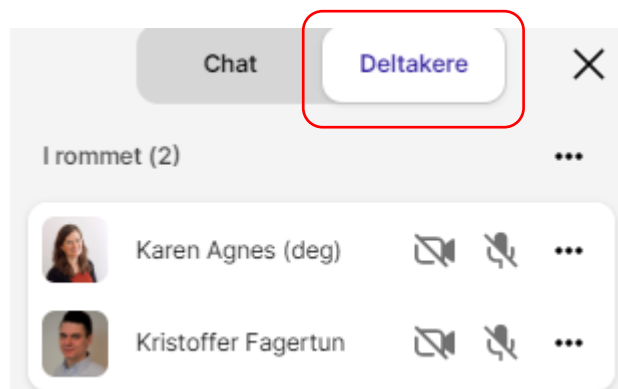 Chat Deltakere
I rommet (2)
Karen Agnes (deg)
Kristoffer Fagertun